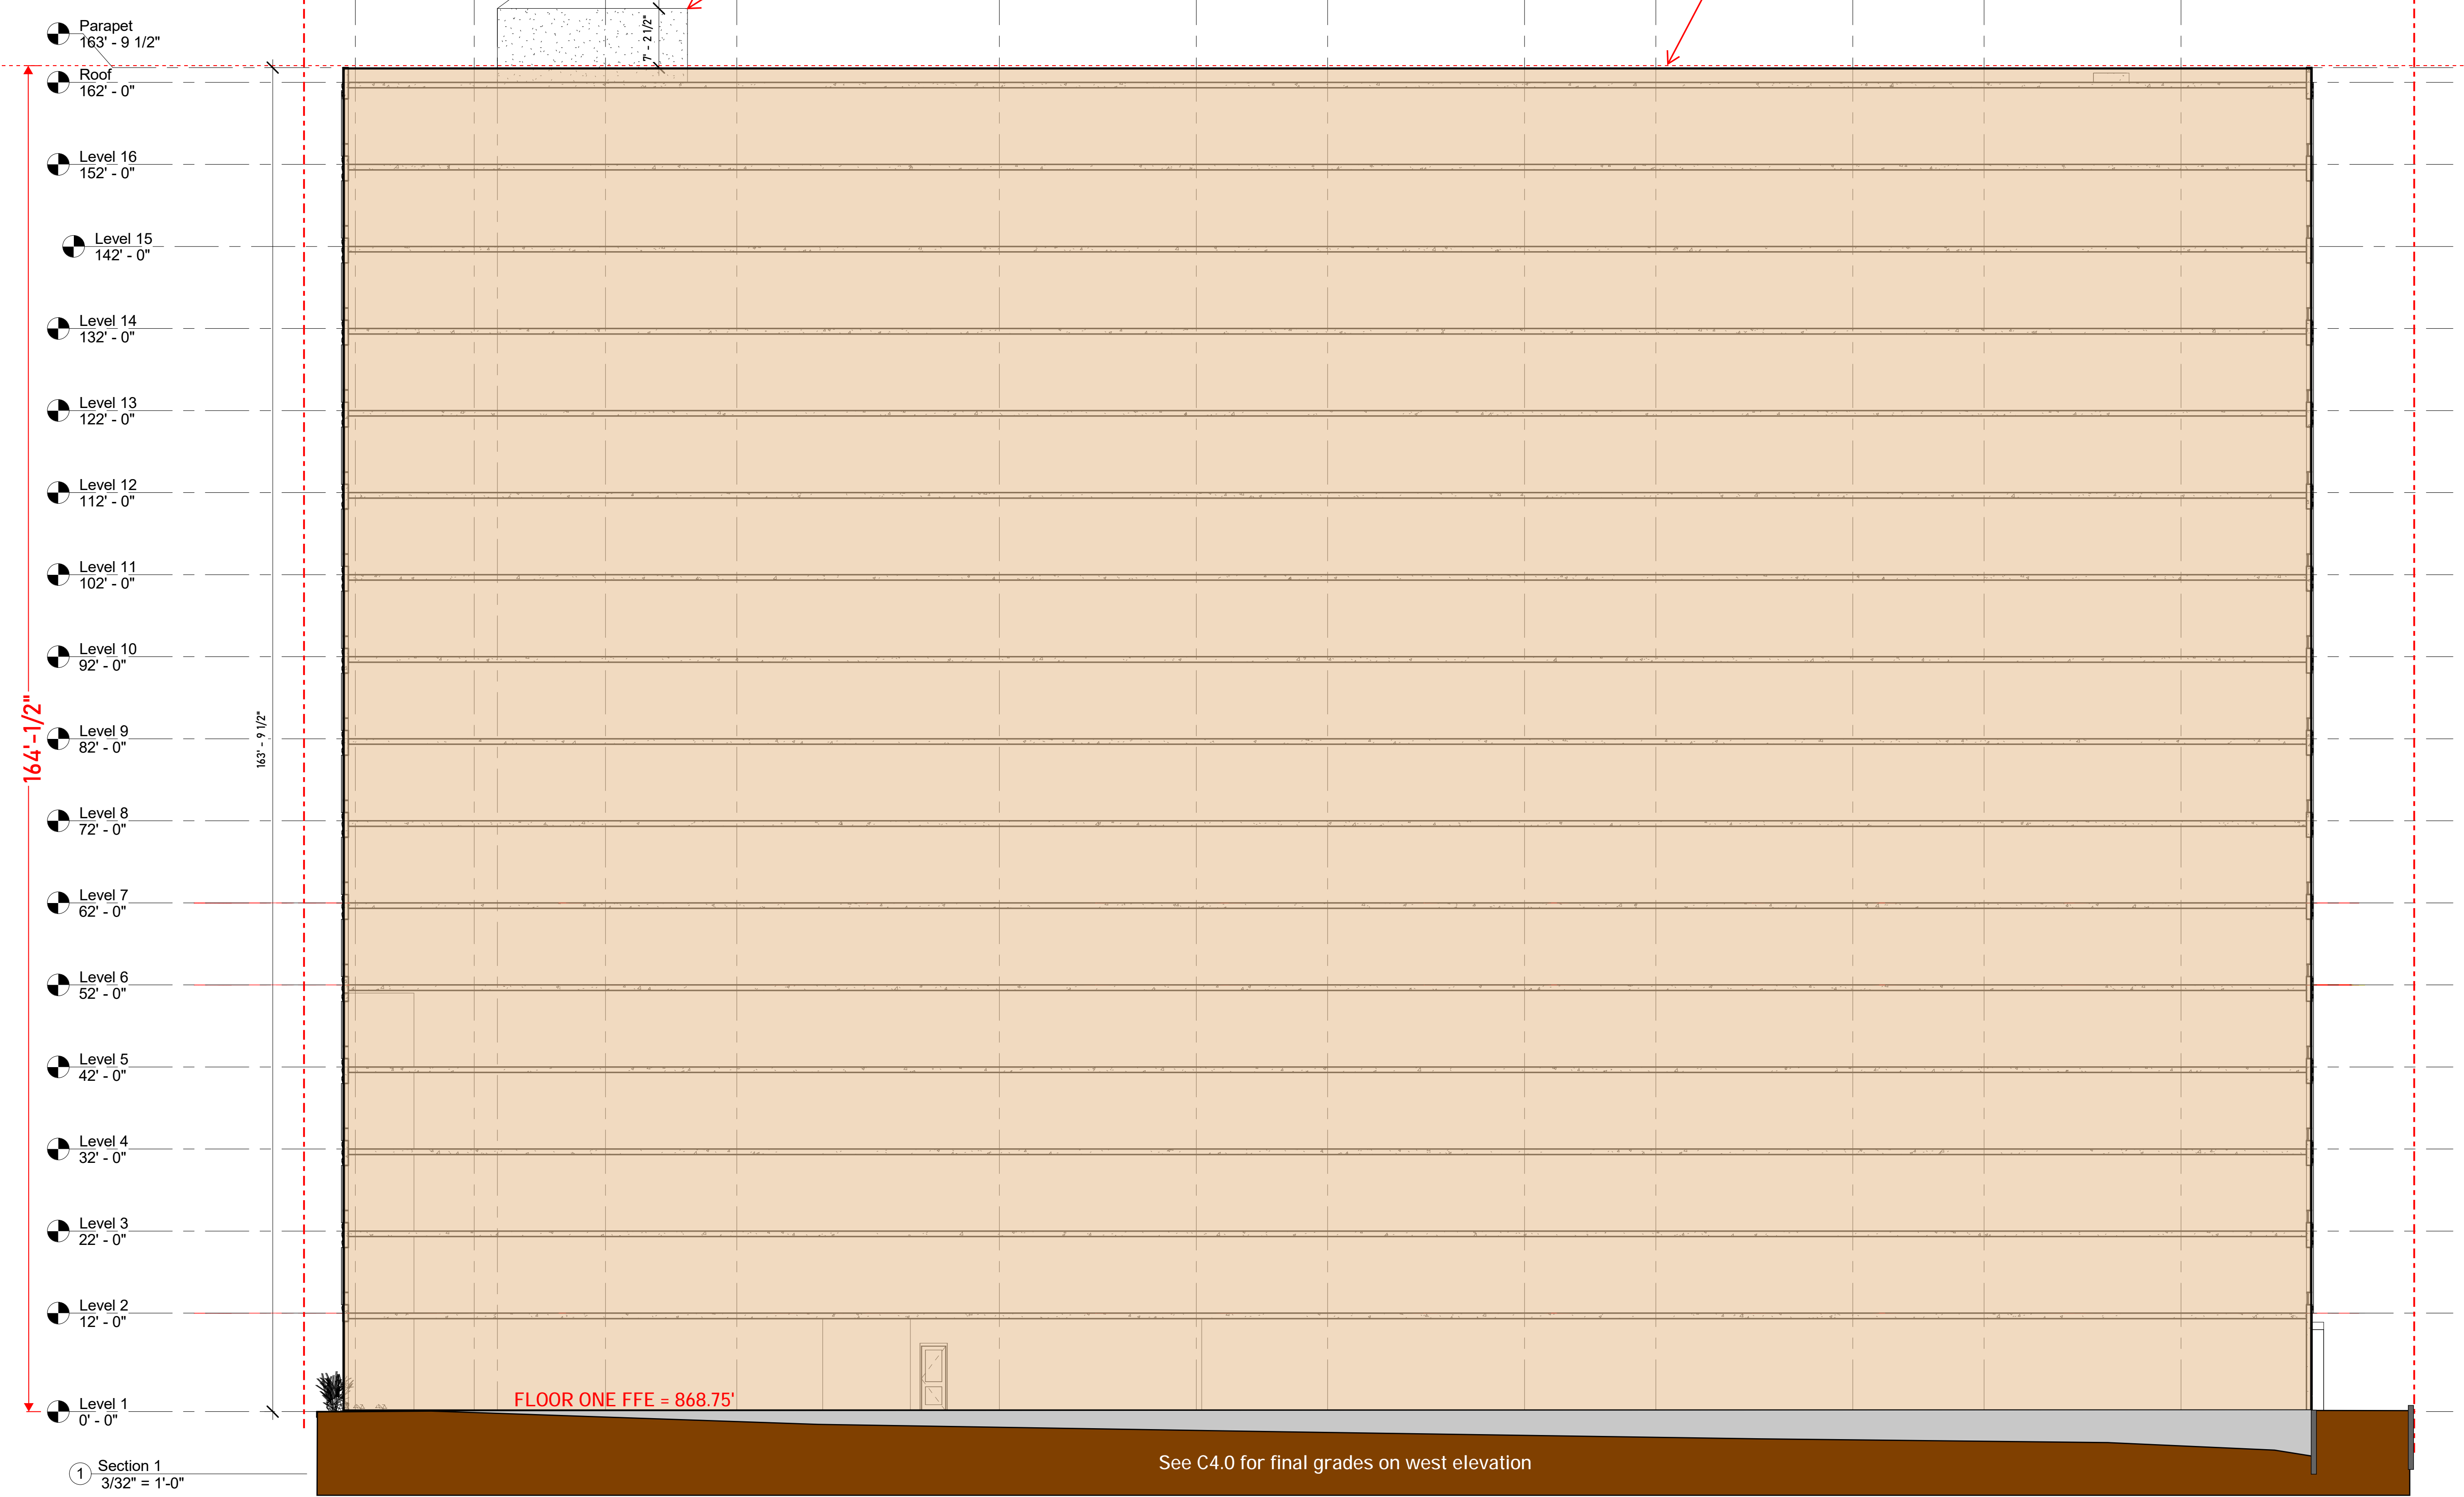 Parapet
163' - 9 1/2"
7' - 2 1/2"
Roof
162' - 0"
Level 16
152' - 0"
Level 15
142' - 0"
Level 14
132' - 0"
Level 13
122' - 0"
Level 12
112' - 0"
Level 11
102' - 0"
Level 10
92' - 0"
164'-1/2"
163' - 9 1/2"
Level 9
82' - 0"
Level 8
72' - 0"
Level 7
62' - 0"
Level 6
52' - 0"
Level 5
42' - 0"
Level 4
32' - 0"
Level 3
22' - 0"
Level 2
12' - 0"
FLOOR ONE FFE = 868.75'
Level 1
0' - 0"
See C4.0 for final grades on west elevation
1 Section 1
3/32" = 1'-0"